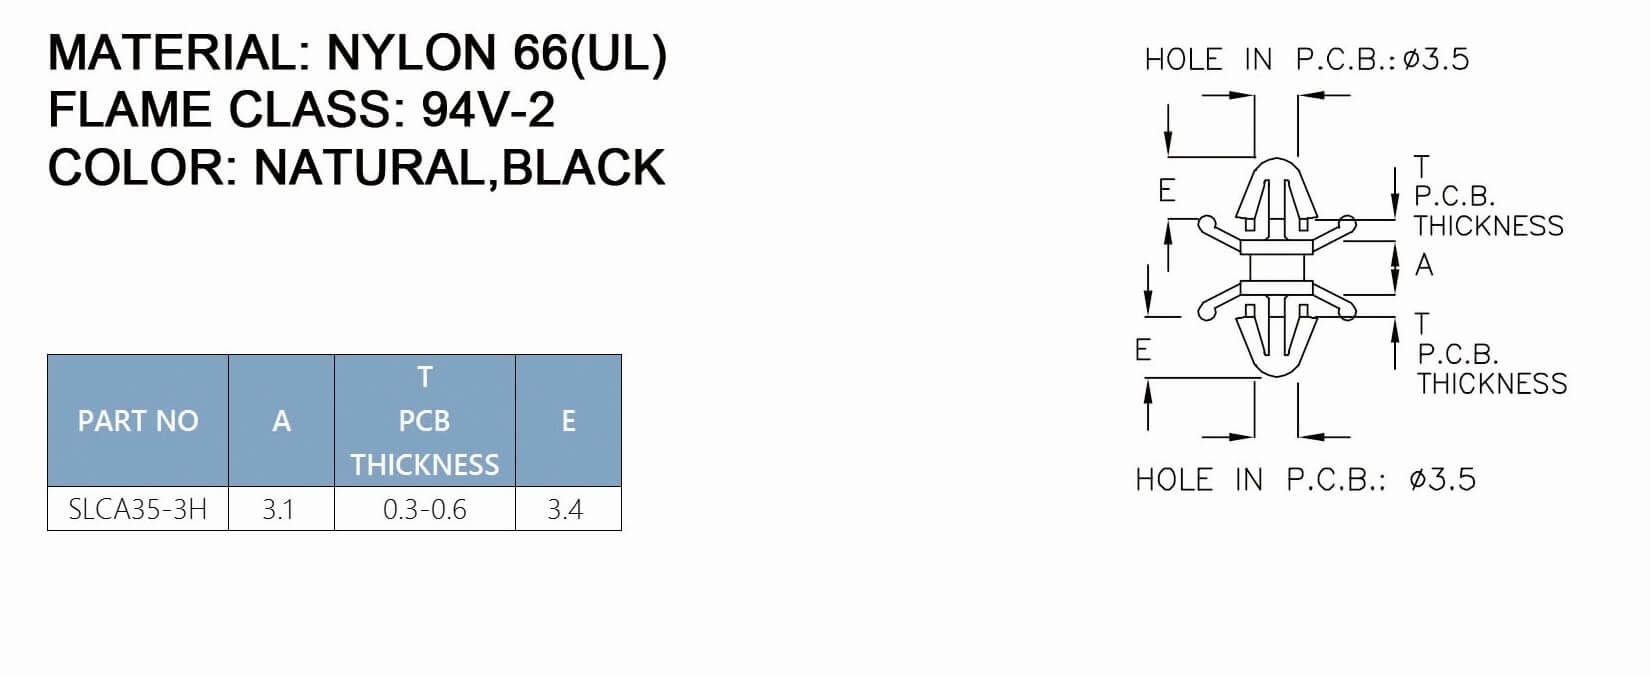 MATERIAL: NYLON 66(UL)
FLAME CLASS: 94V-2
COLOR: NATURAL,BLACK
PART NO A T PCB THICKNESS E
SLCA35-3H 3.1 0.3-0.6 3.4
HOLE IN P.C.B.:ø3.5
E
T
P.C.B.
THICKNESS
A
E
T
P.C.B.
THICKNESS
HOLE IN P.C.B.: ø3.5